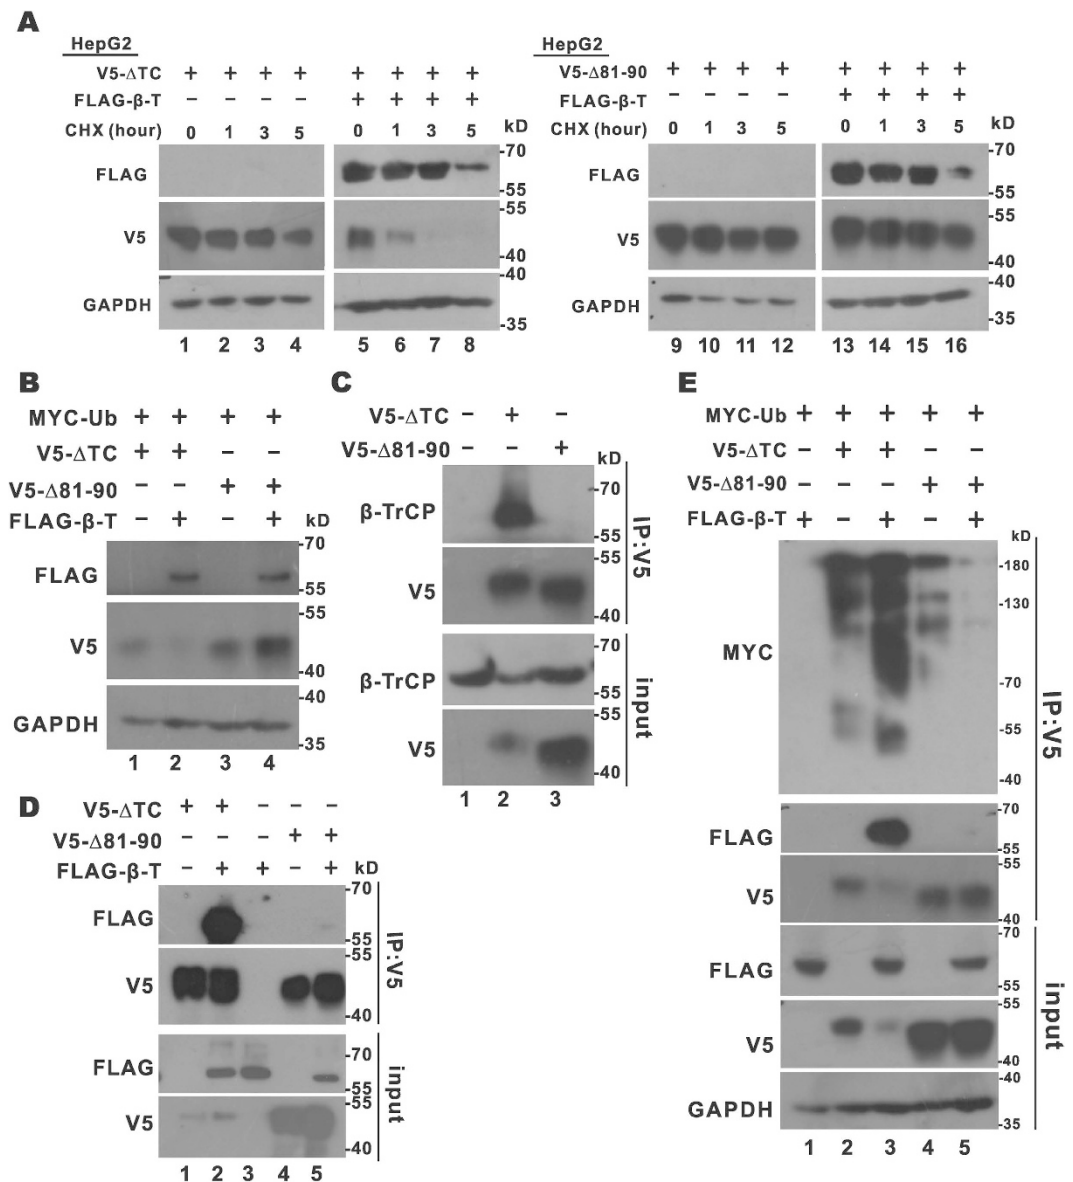 A
HepG2
V5-ΔTC + + + + + + + +
FLAG-β-T − − − − + + + +
CHX (hour) 0 1 3 5 0 1 3 5 kD
FLAG -70 -55
V5 -55 -40
GAPDH -40 -35
1 2 3 4 5 6 7 8
HepG2
V5-Δ81-90 + + + + + + + +
FLAG-β-T − − − − + + + +
CHX (hour) 0 1 3 5 0 1 3 5 kD
FLAG -70 -55
V5 -55 -40
GAPDH -40 -35
9 10 11 12 13 14 15 16
B
MYC-Ub + + + +
V5-ΔTC + + − −
V5-Δ81-90 − − + +
FLAG-β-T − + − + kD
FLAG -70 -55
V5 -55 -40
GAPDH -40 -35
1 2 3 4
C
V5-ΔTC − + −
V5-Δ81-90 − − +
kD
β-TrCP -70 -55
V5 -40
IP:V5
β-TrCP -70 -55
V5 -55 -40
input
1 2 3
D
V5-ΔTC + + − − −
V5-Δ81-90 − − − + +
FLAG-β-T − + + − + kD
FLAG -70 -55
V5 -55 -40
IP:V5
FLAG -70 -55
V5 -55 -40
input
1 2 3 4 5
E
MYC-Ub + + + + +
V5-ΔTC − + + − −
V5-Δ81-90 − − − + +
FLAG-β-T + − + − +
kD
MYC -180 -130 -70 -55 -40
FLAG -70 -55
V5 -55 -40
IP:V5
FLAG -70 -55
V5 -55 -40
GAPDH -40 -35
input
1 2 3 4 5